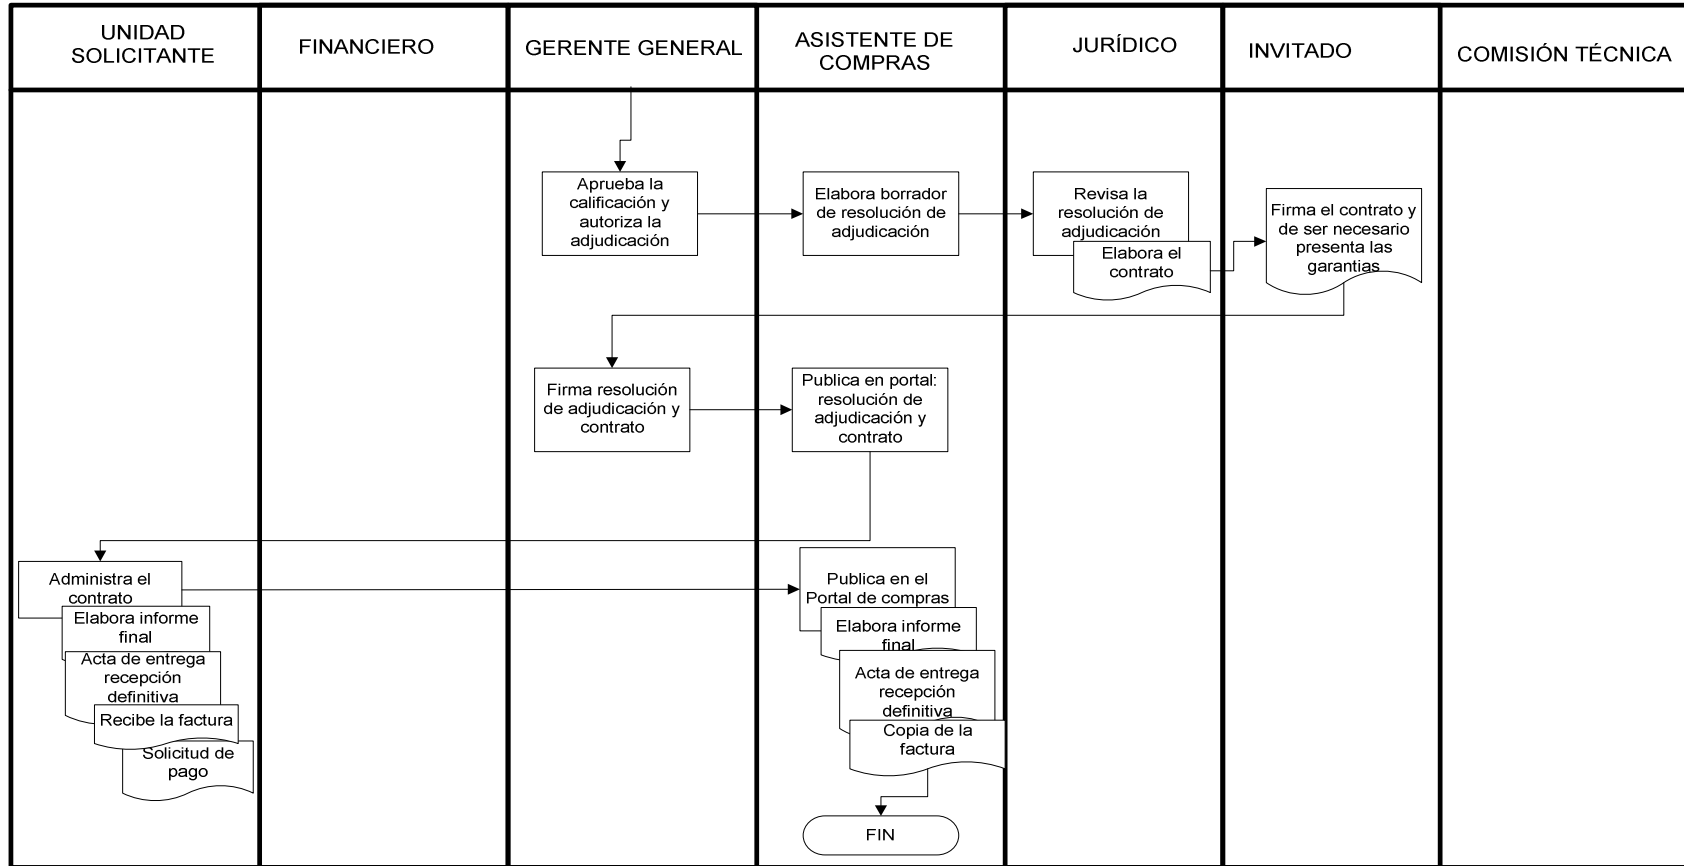 UNIDAD
SOLICITANTE
FINANCIERO
GERENTE GENERAL
ASISTENTE DE
COMPRAS
JURÍDICO
INVITADO
COMISIÓN TÉCNICA
Aprueba la
calificación y
autoriza la
adjudicación
Elabora borrador
de resolución de
adjudicación
Revisa la
resolución de
adjudicación
Elabora el
contrato
Firma el contrato y
de ser necesario
presenta las
garantias
Firma resolución
de adjudicación y
contrato
Publica en portal:
resolución de
adjudicación y
contrato
Administra el
contrato
Elabora informe
final
Acta de entrega
recepción
definitiva
Recibe la factura
Solicitud de
pago
Publica en el
Portal de compras
Elabora informe
final
Acta de entrega
recepción
definitiva
Copia de la
factura
FIN